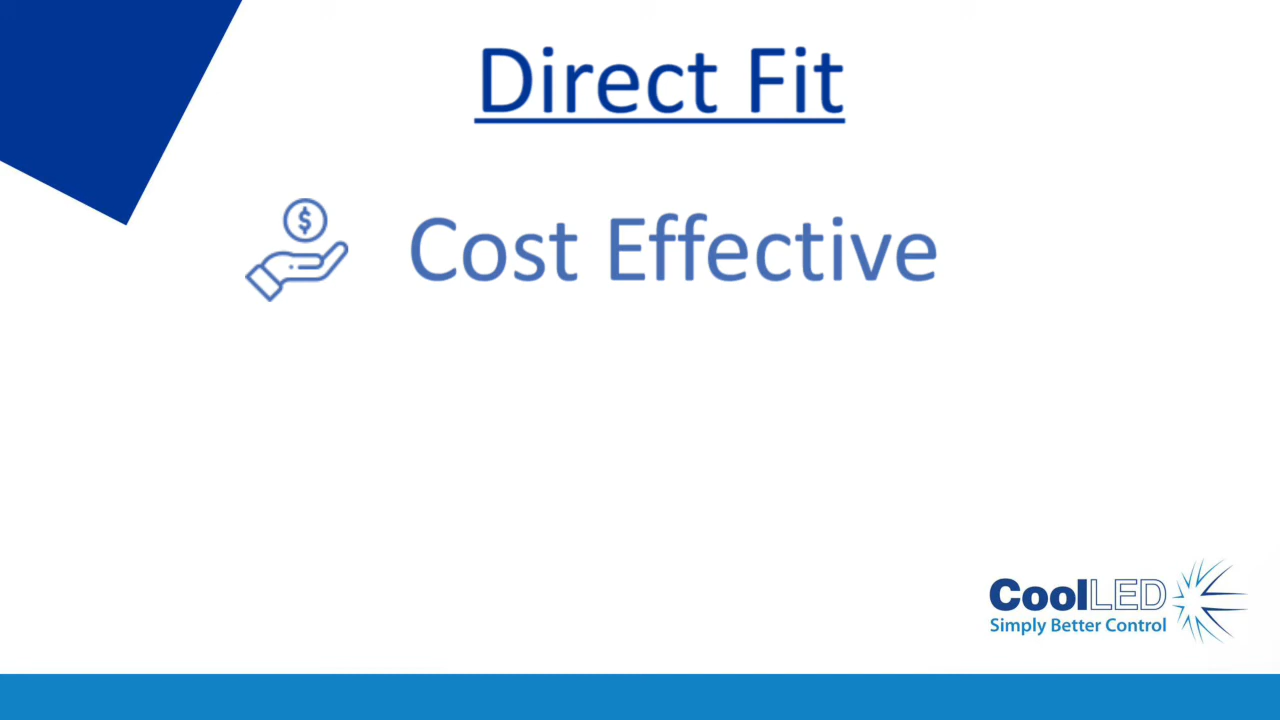 Direct Fit
$
Cost Effective
CoolLED
Simply Better Control